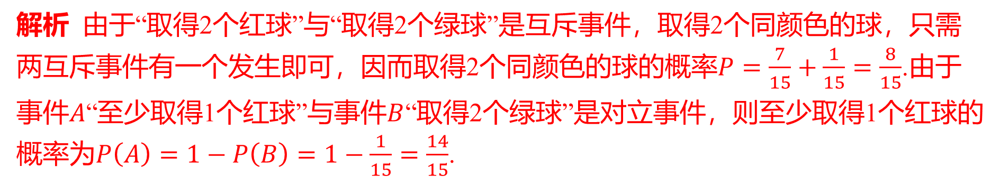 解析 由于“取得2个红球”与“取得2个绿球”是互斥事件，取得2个同颜色的球，只需
两互斥事件有一个发生即可，因而取得2个同颜色的球的概率P = 7/15 + 1/15 = 8/15.由于
事件A“至少取得1个红球”与事件B“取得2个绿球”是对立事件，则至少取得1个红球的
概率为P(A) = 1 − P(B) = 1 − 1/15 = 14/15.